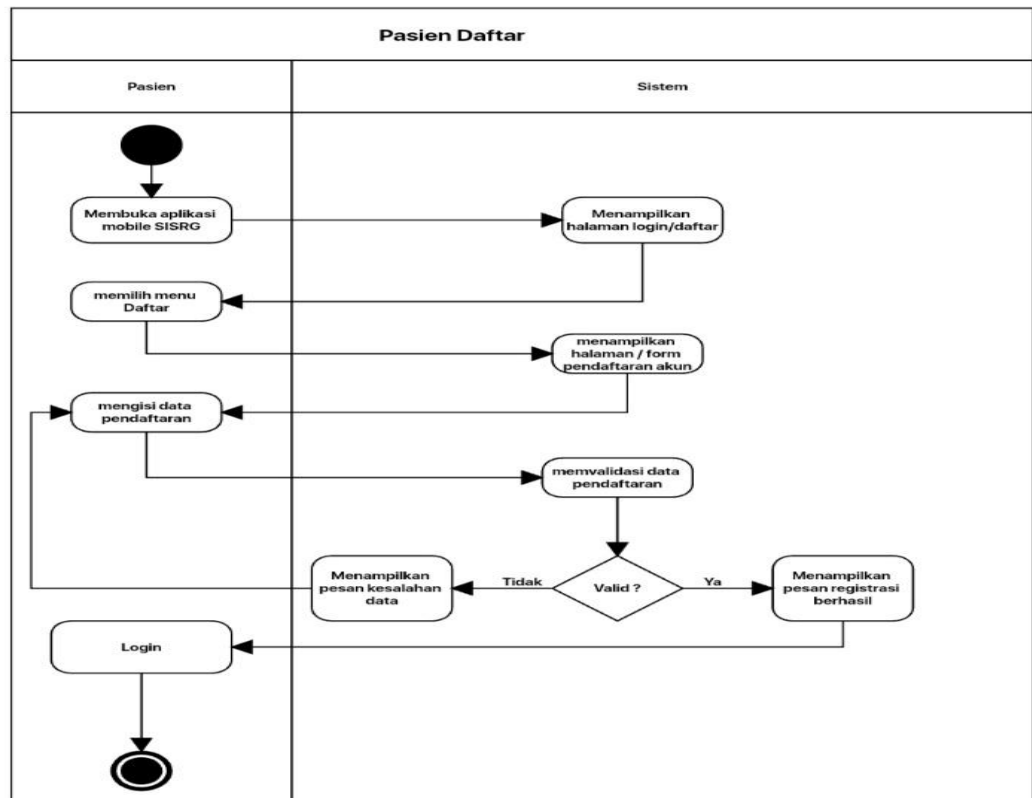 Pasien Daftar
Pasien
Sistem
Membuka aplikasi
mobile SISRG
Menampilkan
halaman login/daftar
memilih menu
Daftar
menampilkan
halaman / form
pendaftaran akun
mengisi data
pendaftaran
memvalidasi data
pendaftaran
Menampilkan
pesan kesalahan
data
Tidak
Valid ?
Ya
Menampilkan
pesan registrasi
berhasil
Login